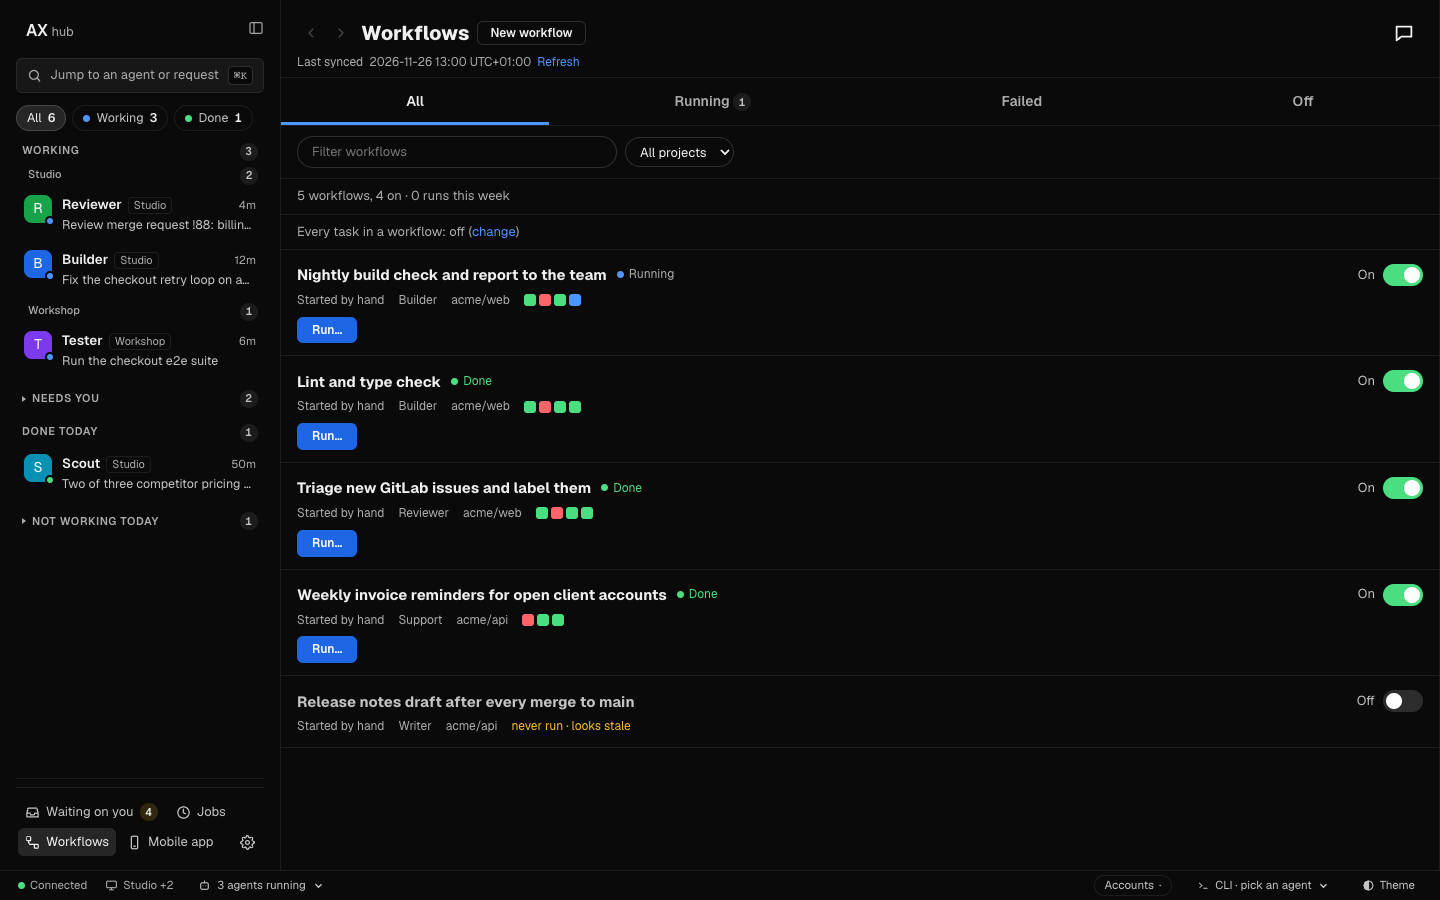 AX hub
Jump to an agent or request ⌘K
All 6 Working 3 Done 1
WORKING 3
Studio 2
R Reviewer Studio 4m
Review merge request !88: billin...
B Builder Studio 12m
Fix the checkout retry loop on a...
Workshop 1
T Tester Workshop 6m
Run the checkout e2e suite
NEEDS YOU 2
DONE TODAY 1
S Scout Studio 50m
Two of three competitor pricing ...
NOT WORKING TODAY 1
Waiting on you 4 Jobs
Workflows Mobile app
Workflows New workflow
Last synced 2026-11-26 13:00 UTC+01:00 Refresh
All Running 1 Failed Off
Filter workflows All projects
5 workflows, 4 on · 0 runs this week
Every task in a workflow: off (change)
Nightly build check and report to the team Running On
Started by hand Builder acme/web
Run...
Lint and type check Done On
Started by hand Builder acme/web
Run...
Triage new GitLab issues and label them Done On
Started by hand Reviewer acme/web
Run...
Weekly invoice reminders for open client accounts Done On
Started by hand Support acme/api
Run...
Release notes draft after every merge to main Off
Started by hand Writer acme/api never run · looks stale
Connected Studio +2 3 agents running Accounts · CLI · pick an agent Theme